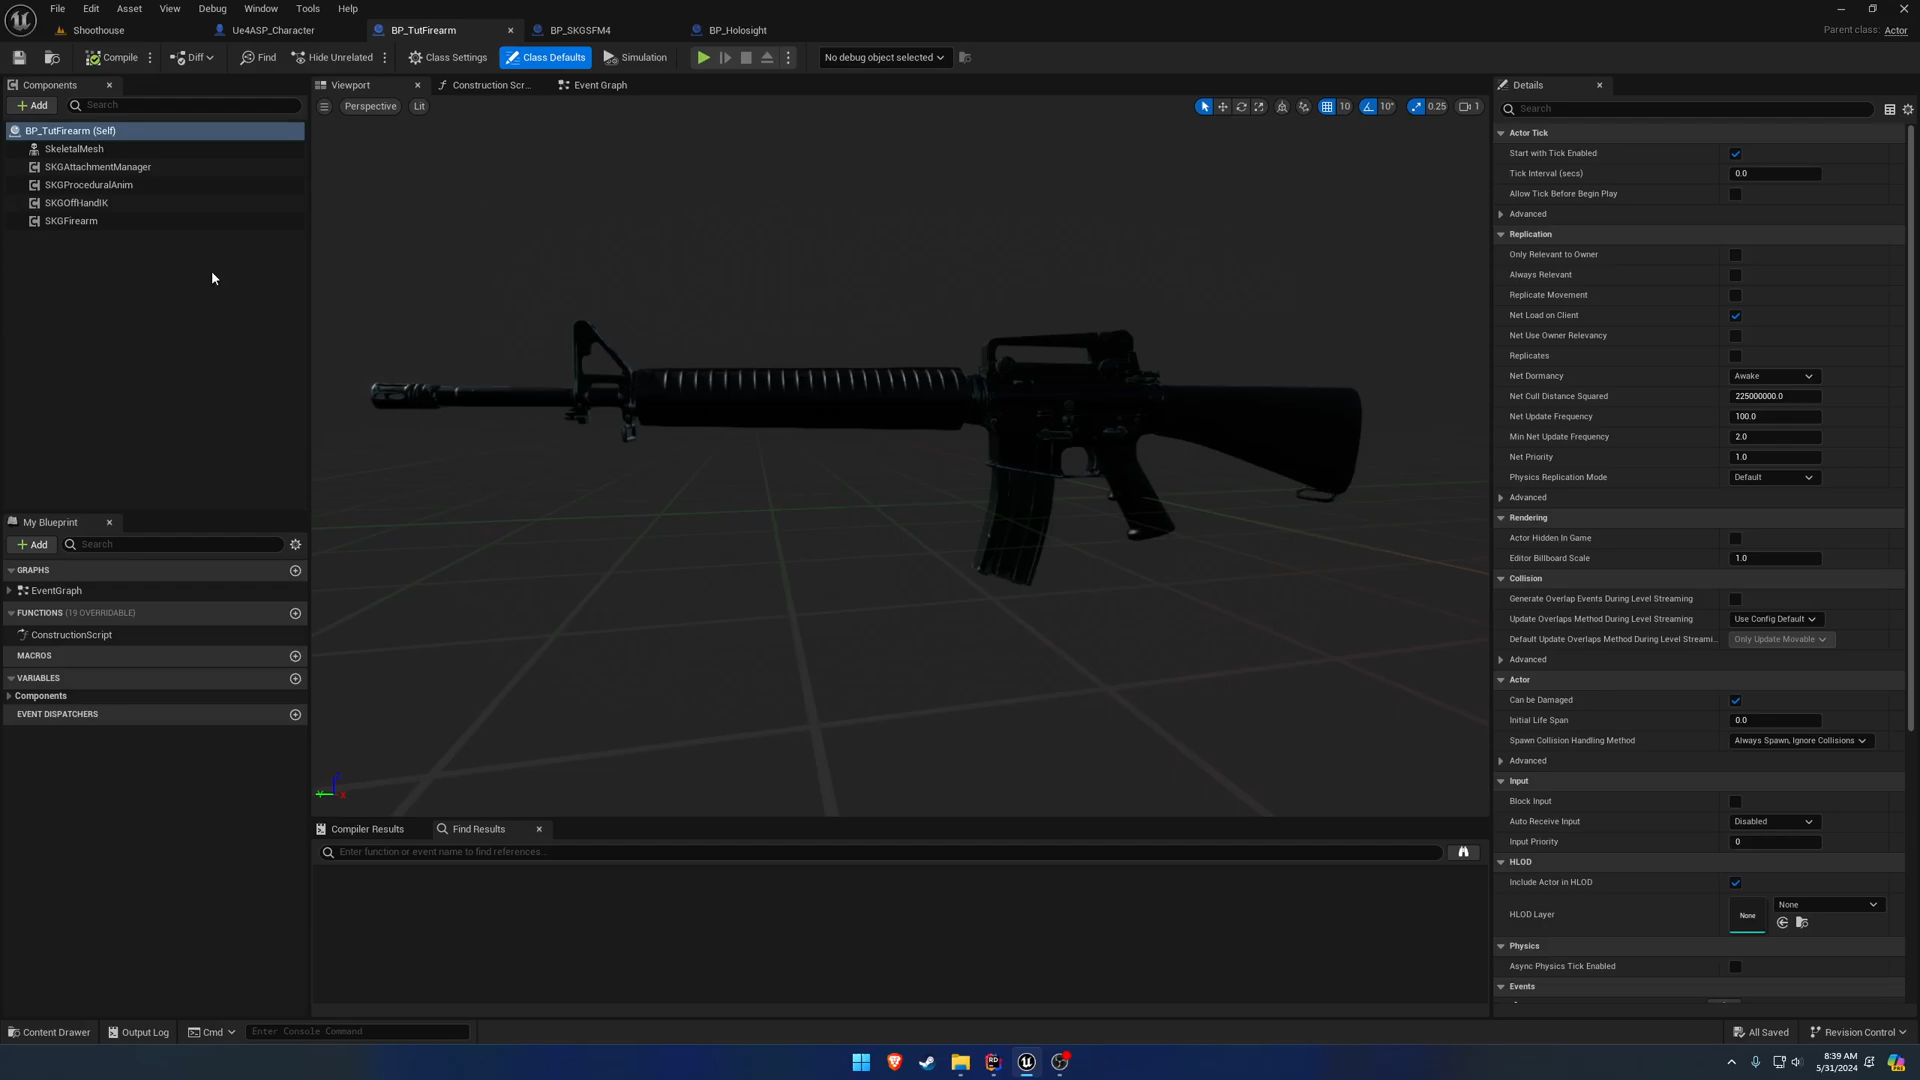 File Edit Asset View Debug Window Tools Help
Shoothouse Ue4ASP_Character BP_TutFirearm BP_SKGSFM4 BP_Holosight Parent class: Actor
Compile Diff Find Hide Unrelated Class Settings Class Defaults Simulation No debug object selected
Components
Add Search
BP_TutFirearm (Self)
SkeletalMesh
SKGAttachmentManager
SKGProceduralAnim
SKGOffHandIK
SKGFirearm
My Blueprint
Add Search
GRAPHS
EventGraph
FUNCTIONS (19 OVERRIDABLE)
ConstructionScript
MACROS
VARIABLES
Components
EVENT DISPATCHERS
Viewport Construction Scr... Event Graph
Perspective Lit 10 10° 0.25 1
Z
Y X
Compiler Results Find Results
Enter function or event name to find references...
Details
Search
Actor Tick
Start with Tick Enabled
Tick Interval (secs) 0.0
Allow Tick Before Begin Play
Advanced
Replication
Only Relevant to Owner
Always Relevant
Replicate Movement
Net Load on Client
Net Use Owner Relevancy
Replicates
Net Dormancy Awake
Net Cull Distance Squared 225000000.0
Net Update Frequency 100.0
Min Net Update Frequency 2.0
Net Priority 1.0
Physics Replication Mode Default
Advanced
Rendering
Actor Hidden In Game
Editor Billboard Scale 1.0
Collision
Generate Overlap Events During Level Streaming
Update Overlaps Method During Level Streaming Use Config Default
Default Update Overlaps Method During Level Streami... Only Update Movable
Advanced
Actor
Can be Damaged
Initial Life Span 0.0
Spawn Collision Handling Method Always Spawn, Ignore Collisions
Advanced
Input
Block Input
Auto Receive Input Disabled
Input Priority 0
HLOD
Include Actor in HLOD
HLOD Layer None None
Physics
Async Physics Tick Enabled
Events
Content Drawer Output Log Cmd Enter Console Command All Saved Revision Control
8:39 AM
5/31/2024